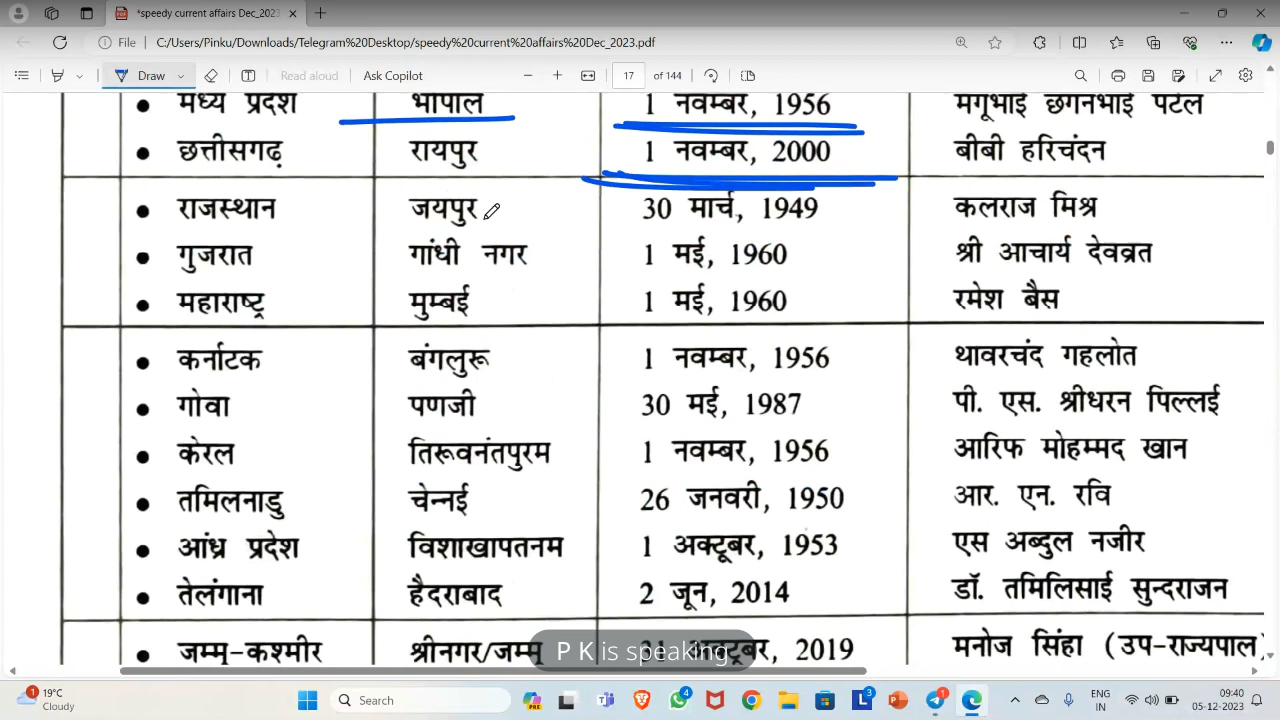 *speedy current affairs Dec_2023
File C:/Users/Pinku/Downloads/Telegram%20Desktop/speedy%20current%20affairs%20Dec_2023.pdf
Draw Read aloud Ask Copilot 17 of 144
• मध्य प्रदेश भोपाल 1 नवम्बर, 1956 मंगूभाई छगनभाई पटेल
• छत्तीसगढ़ रायपुर 1 नवम्बर, 2000 बीबी हरिचंदन
• राजस्थान जयपुर 30 मार्च, 1949 कलराज मिश्र
• गुजरात गांधी नगर 1 मई, 1960 श्री आचार्य देवव्रत
• महाराष्ट्र मुम्बई 1 मई, 1960 रमेश बैस
• कर्नाटक बंगलुरू 1 नवम्बर, 1956 थावरचंद गहलोत
• गोवा पणजी 30 मई, 1987 पी. एस. श्रीधरन पिल्लई
• केरल तिरूवनंतपुरम 1 नवम्बर, 1956 आरिफ मोहम्मद खान
• तमिलनाडु चेन्नई 26 जनवरी, 1950 आर. एन. रवि
• आंध्र प्रदेश विशाखापतनम 1 अक्टूबर, 1953 एस अब्दुल नजीर
• तेलंगाना हैदराबाद 2 जून, 2014 डॉ. तमिलिसाई सुन्दराजन
• जम्मू-कश्मीर श्रीनगर/जम्मू 2019 मनोज सिंहा (उप-राज्यपाल)
P K is speaking
1 19°C Cloudy Search PRE 4 3 1 ENG IN 09:40 05-12-2023